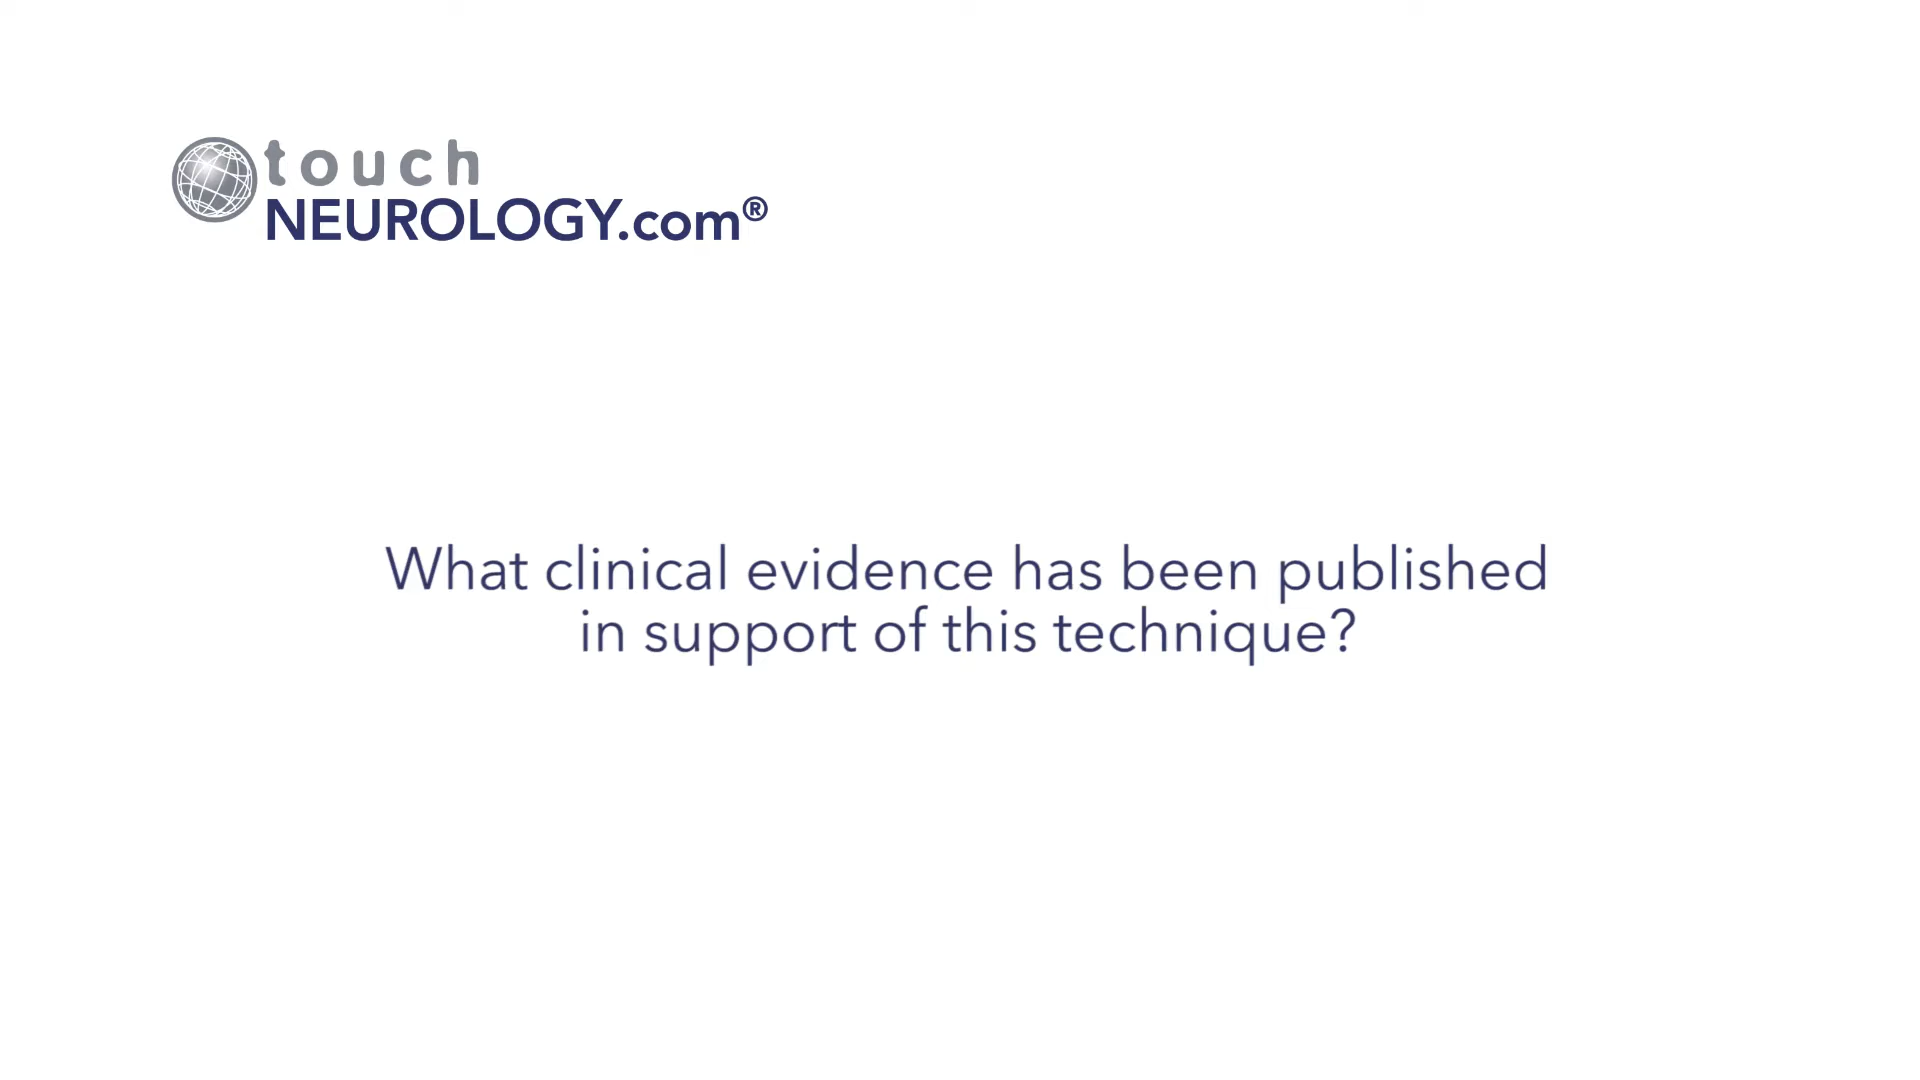 touch
NEUROLOGY.com®
What clinical evidence has been published
in support of this technique?